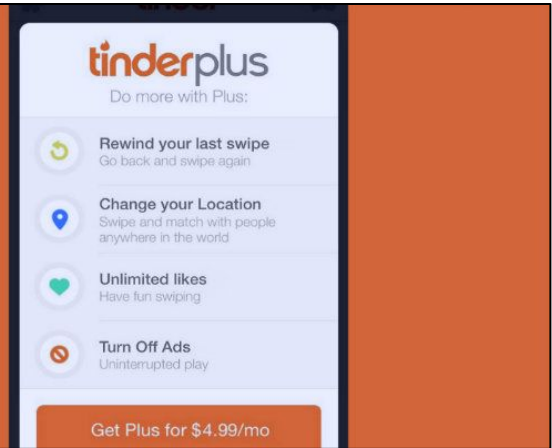 tinderplus
Do more with Plus:
Rewind your last swipe
Go back and swipe again
Change your Location
Swipe and match with people
anywhere in the world
Unlimited likes
Have fun swiping
Turn Off Ads
Uninterrupted play
Get Plus for $4.99/mo